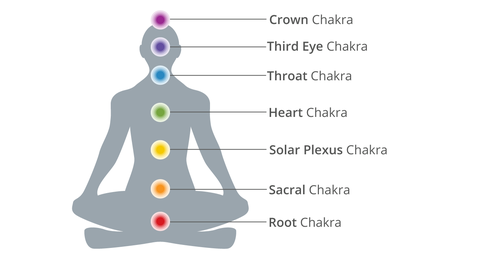 Crown Chakra
Third Eye Chakra
Throat Chakra
Heart Chakra
Solar Plexus Chakra
Sacral Chakra
Root Chakra